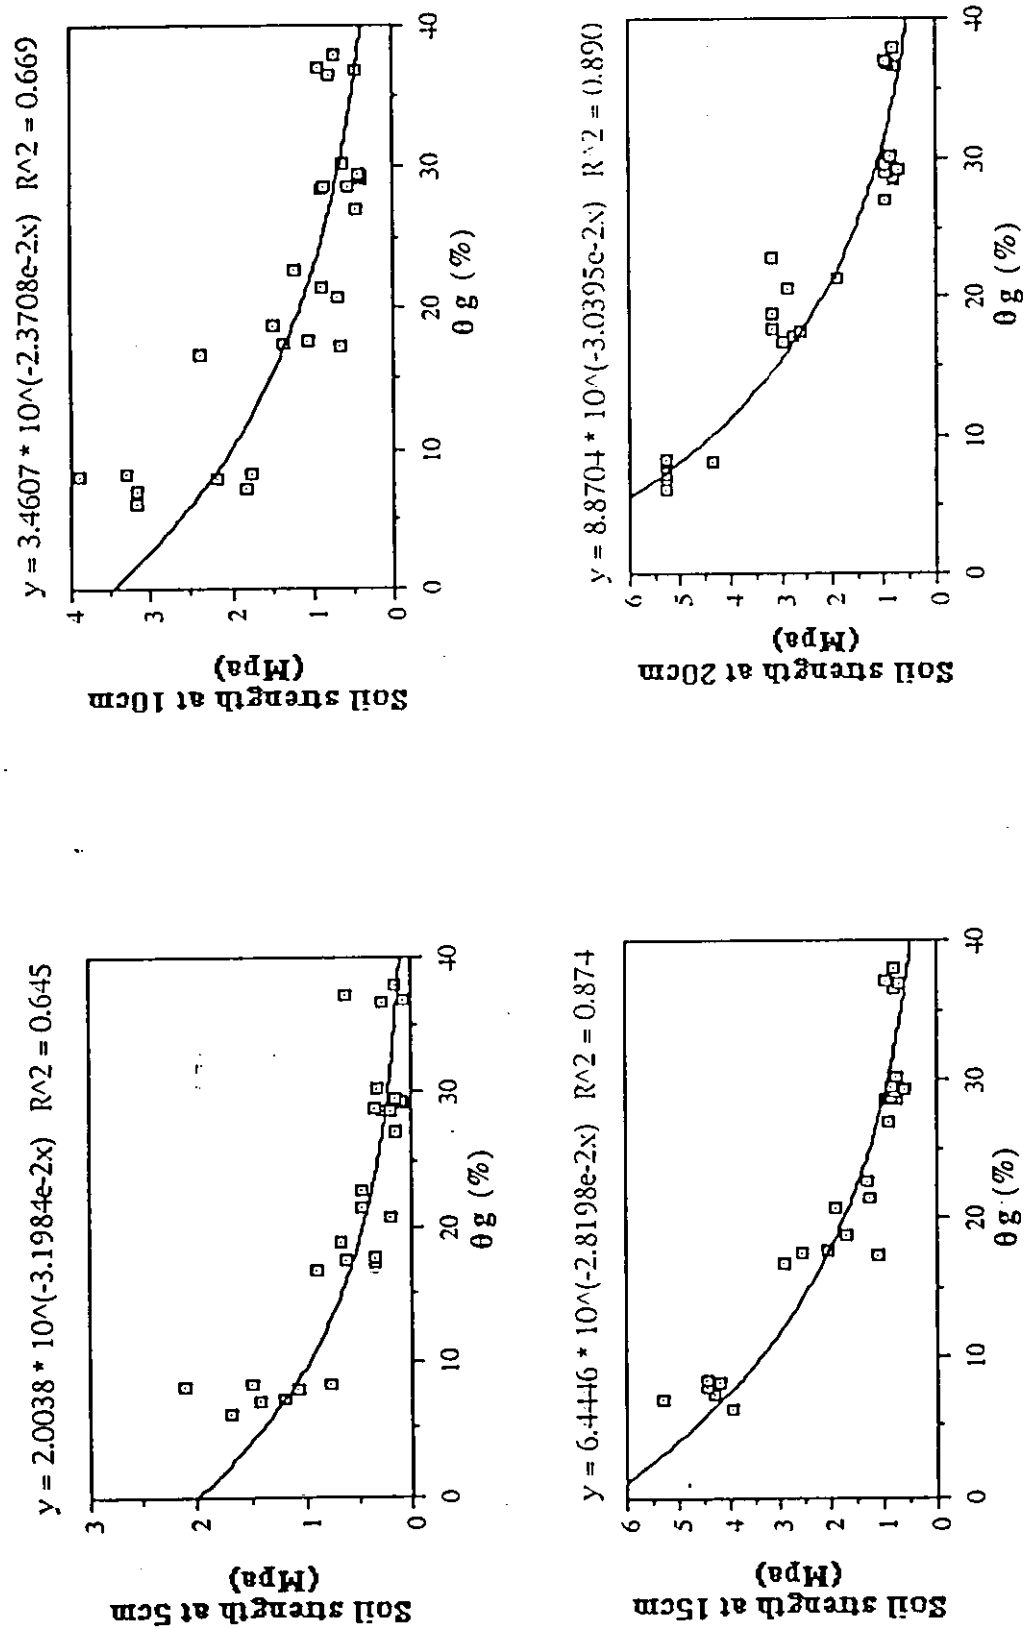 y = 2.0038 * 10^(-3.1984e-2x) R^2 = 0.645
3
2
1
0
Soil strength at 5cm
(Mpa)
0
10
20
30
40
θg (%)
y = 3.4607 * 10^(-2.3708e-2x) R^2 = 0.669
4
3
2
1
0
Soil strength at 10cm
(Mpa)
0
10
20
30
40
θg (%)
y = 6.4446 * 10^(-2.8198e-2x) R^2 = 0.874
6
5
4
3
2
1
0
Soil strength at 15cm
(Mpa)
0
10
20
30
40
θg (%)
y = 8.8704 * 10^(-3.0395e-2x) R^2 = 0.890
6
5
4
3
2
1
0
Soil strength at 20cm
(Mpa)
0
10
20
30
40
θg (%)